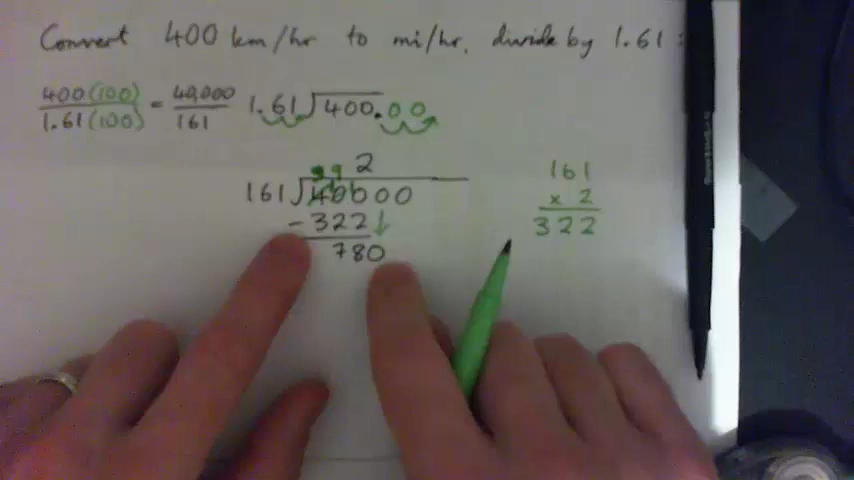 Convert 400 km/hr to mi/hr, divide by 1.61:
400(100) = 40,000
1.61(100) 161
1.61 400.00
2
161 40000
- 322
780
161
x 2
322